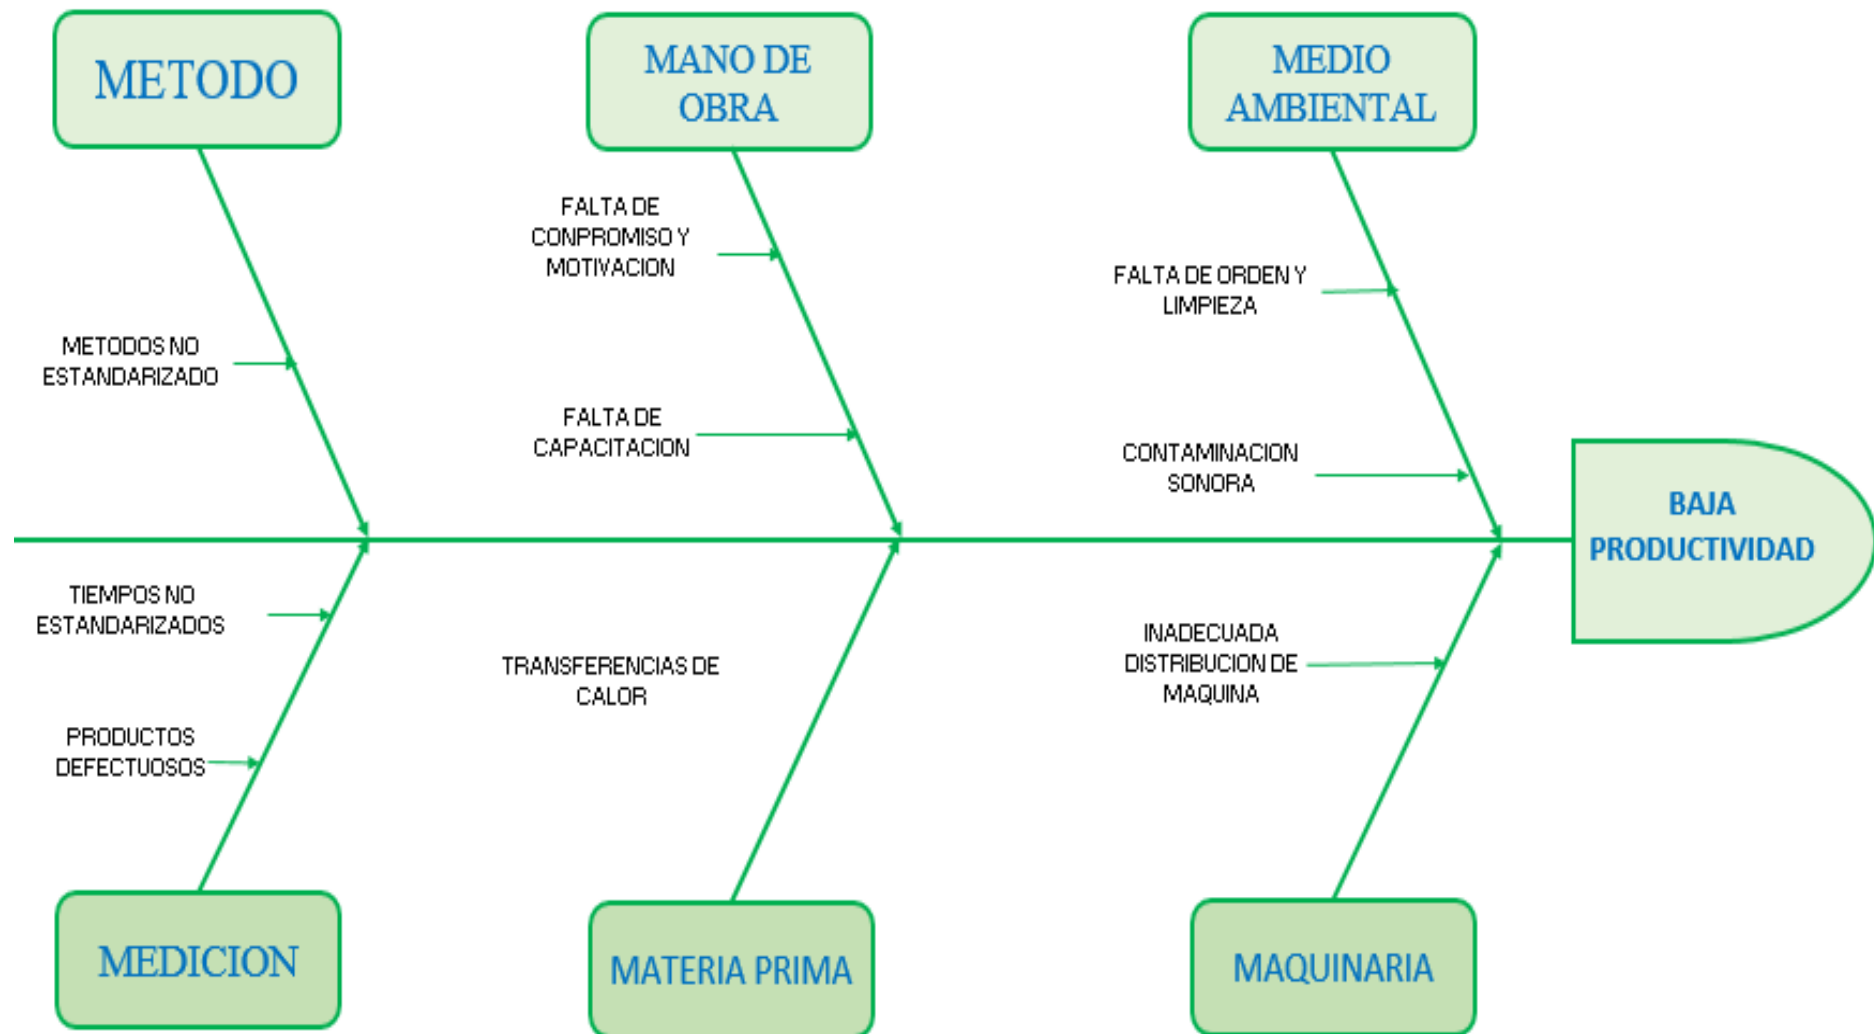 METODO
MANO DE
OBRA
MEDIO
AMBIENTAL
FALTA DE
CONPROMISO Y
MOTIVACION
FALTA DE ORDEN Y
LIMPIEZA
METODOS NO
ESTANDARIZADO
FALTA DE
CAPACITACION
CONTAMINACION
SONORA
BAJA
PRODUCTIVIDAD
TIEMPOS NO
ESTANDARIZADOS
TRANSFERENCIAS DE
CALOR
INADECUADA
DISTRIBUCION DE
MAQUINA
PRODUCTOS
DEFECTUOSOS
MEDICION
MATERIA PRIMA
MAQUINARIA